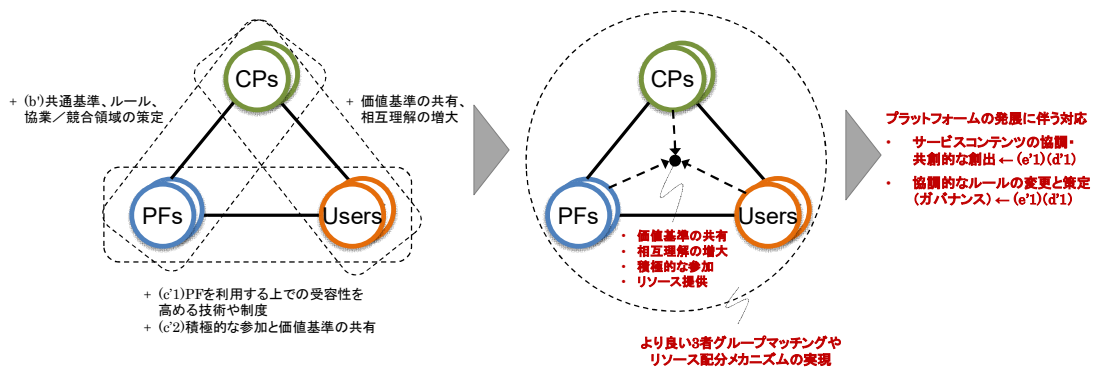 CPs
+ (b')共通基準、ルール、
協業／競合領域の策定
+ 価値基準の共有、
相互理解の増大
PFs
Users
+ (c'1)PFを利用する上での受容性を
高める技術や制度
+ (c'2)積極的な参加と価値基準の共有
CPs
PFs
Users
・ 価値基準の共有
・ 相互理解の増大
・ 積極的な参加
・ リソース提供
より良い3者グループマッチングや
リソース配分メカニズムの実現
プラットフォームの発展に伴う対応
・ サービスコンテンツの協調・
共創的な創出 ← (e'1)(d'1)
・ 協調的なルールの変更と策定
(ガバナンス) ← (e'1)(d'1)